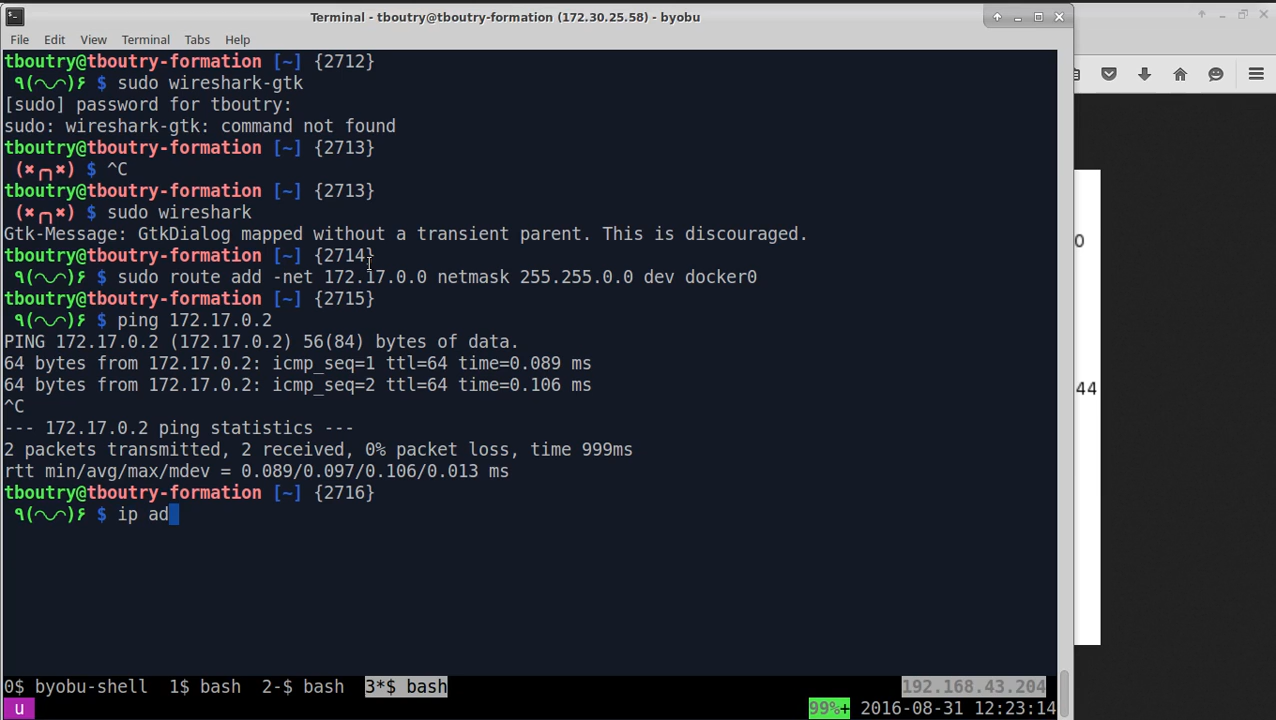 Terminal - tboutry@tboutry-formation (172.30.25.58) - byobu
File Edit View Terminal Tabs Help
tboutry@tboutry-formation [~] {2712}
٩(◠◡◠)۶ $ sudo wireshark-gtk
[sudo] password for tboutry:
sudo: wireshark-gtk: command not found
tboutry@tboutry-formation [~] {2713}
(✖╭╮✖) $ ^C
tboutry@tboutry-formation [~] {2713}
(✖╭╮✖) $ sudo wireshark
Gtk-Message: GtkDialog mapped without a transient parent. This is discouraged.
tboutry@tboutry-formation [~] {2714}
٩(◠◡◠)۶ $ sudo route add -net 172.17.0.0 netmask 255.255.0.0 dev docker0
tboutry@tboutry-formation [~] {2715}
٩(◠◡◠)۶ $ ping 172.17.0.2
PING 172.17.0.2 (172.17.0.2) 56(84) bytes of data.
64 bytes from 172.17.0.2: icmp_seq=1 ttl=64 time=0.089 ms
64 bytes from 172.17.0.2: icmp_seq=2 ttl=64 time=0.106 ms
^C
--- 172.17.0.2 ping statistics ---
2 packets transmitted, 2 received, 0% packet loss, time 999ms
rtt min/avg/max/mdev = 0.089/0.097/0.106/0.013 ms
tboutry@tboutry-formation [~] {2716}
٩(◠◡◠)۶ $ ip ad
0$ byobu-shell 1$ bash 2-$ bash 3*$ bash 192.168.43.204
u 99%+ 2016-08-31 12:23:14
0
44